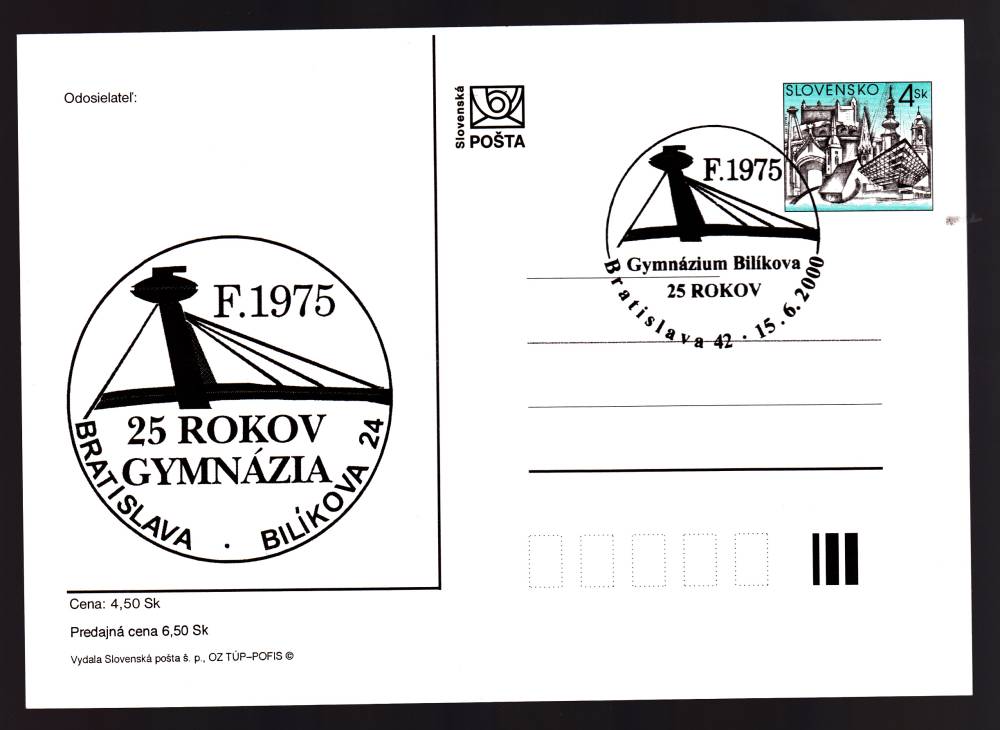 Odosielateľ:
F.1975
25 ROKOV
GYMNÁZIA
BRATISLAVA · BILÍKOVA 24
Cena: 4,50 Sk
Predajná cena 6,50 Sk
Vydala Slovenská pošta š. p., OZ TÚP–POFIS ©
Slovenská
POŠTA
SLOVENSKO 4 Sk
F.1975
Gymnázium Bilíkova
25 ROKOV
Bratislava 42 · 15.6.2000